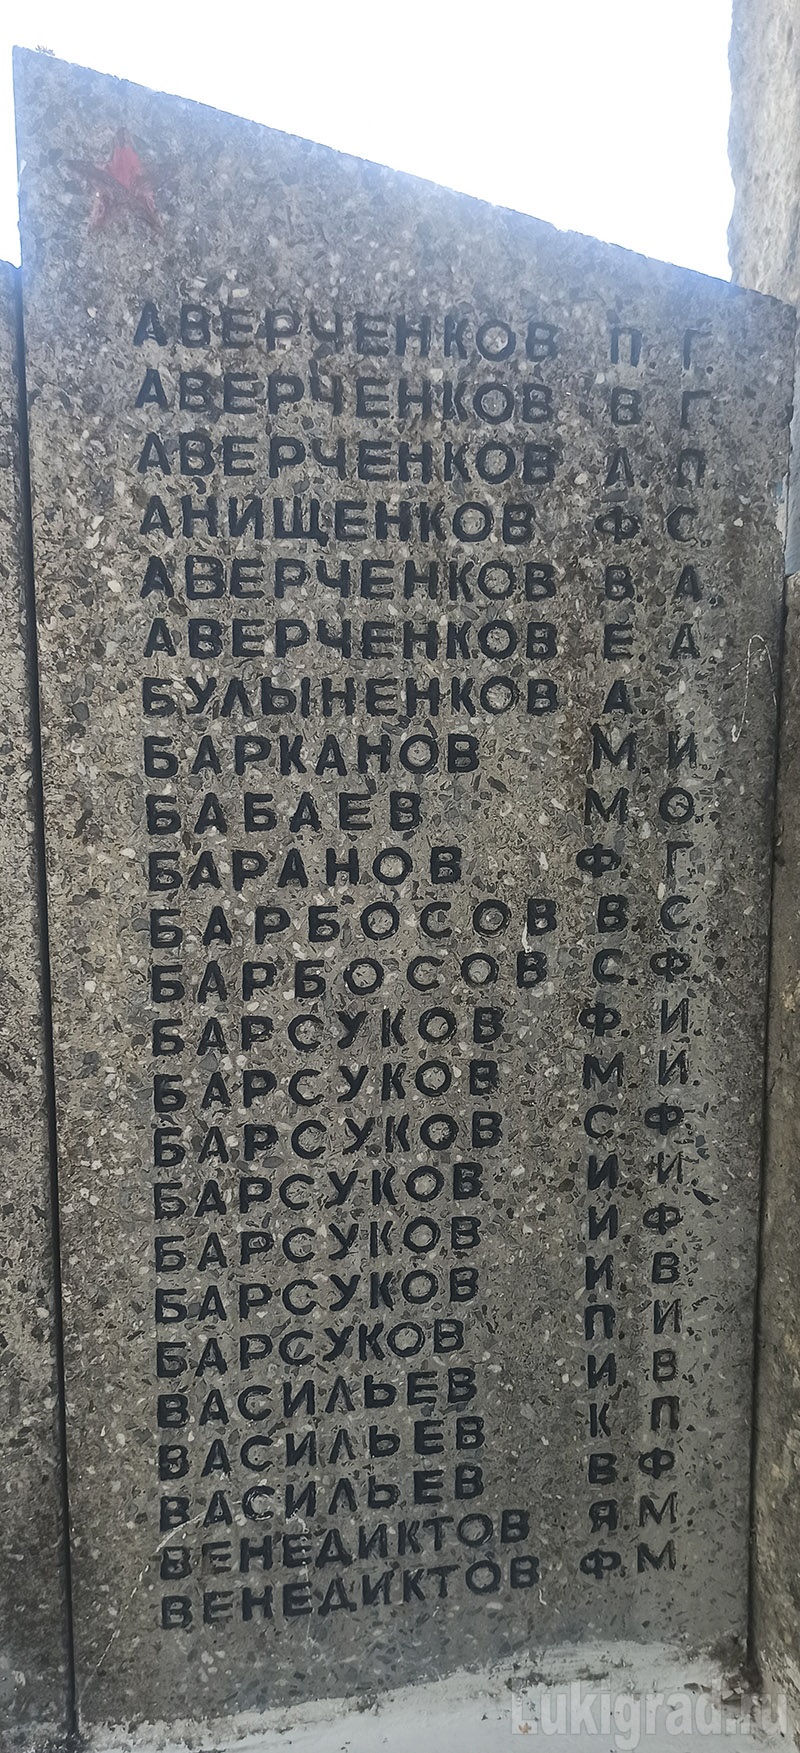 АВЕРЧЕНКОВ П Г
АВЕРЧЕНКОВ В Г
АВЕРЧЕНКОВ А. П.
АНИЩЕНКОВ Ф С.
АВЕРЧЕНКОВ В. А.
АВЕРЧЕНКОВ Е. А
БУЛЫНЕНКОВ А.
БАРКАНОВ М И
БАБАЕВ М О.
БАРАНОВ Ф. Г.
БАРБОСОВ В С
БАРБОСОВ С. Ф.
БАРСУКОВ Ф. И.
БАРСУКОВ М. И.
БАРСУКОВ С. Ф.
БАРСУКОВ И. И
БАРСУКОВ И Ф
БАРСУКОВ И. В.
БАРСУКОВ П. И
ВАСИЛЬЕВ И. В.
ВАСИЛЬЕВ К П
ВАСИЛЬЕВ В. Ф
ВЕНЕДИКТОВ Я. М.
ВЕНЕДИКТОВ Ф. М
Lukigrad.ru